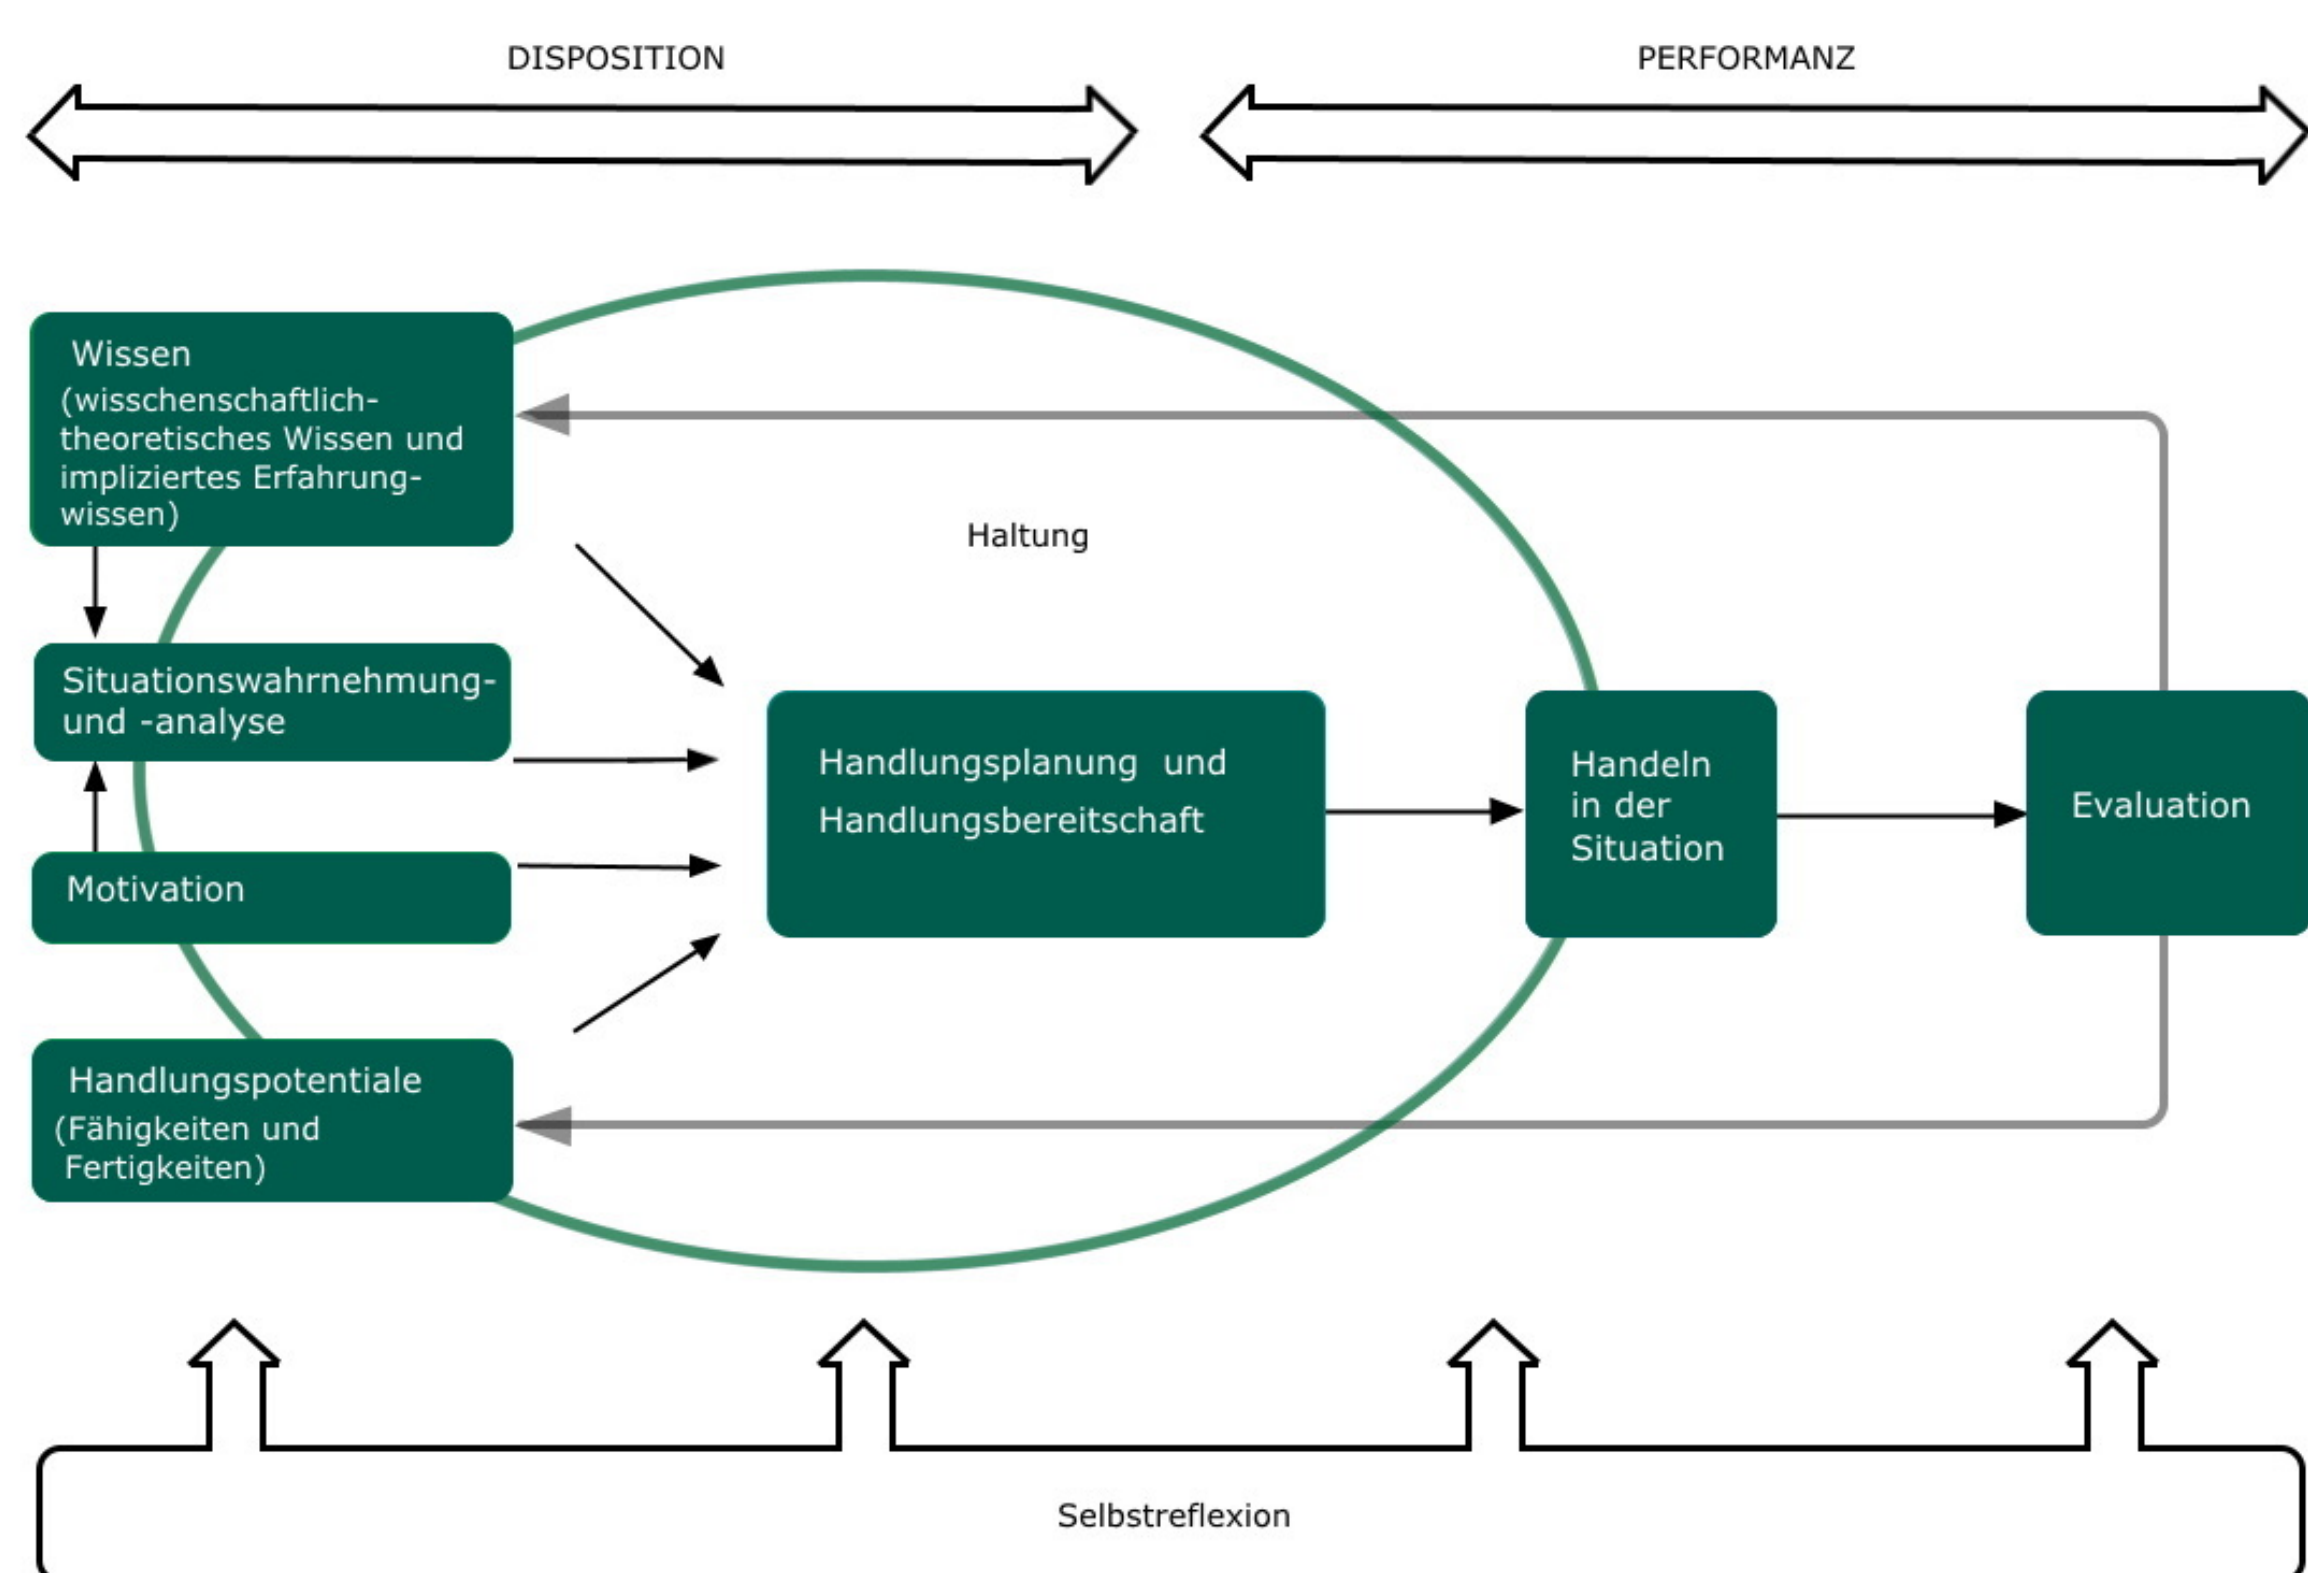 DISPOSITION
PERFORMANZ
Wissen
(wisschenschaftlich-
theoretisches Wissen und
impliziertes Erfahrung-
wissen)
Haltung
Situationswahrnehmung-
und -analyse
Motivation
Handlungspotentiale
(Fähigkeiten und
Fertigkeiten)
Handlungsplanung und
Handlungsbereitschaft
Handeln
in der
Situation
Evaluation
Selbstreflexion